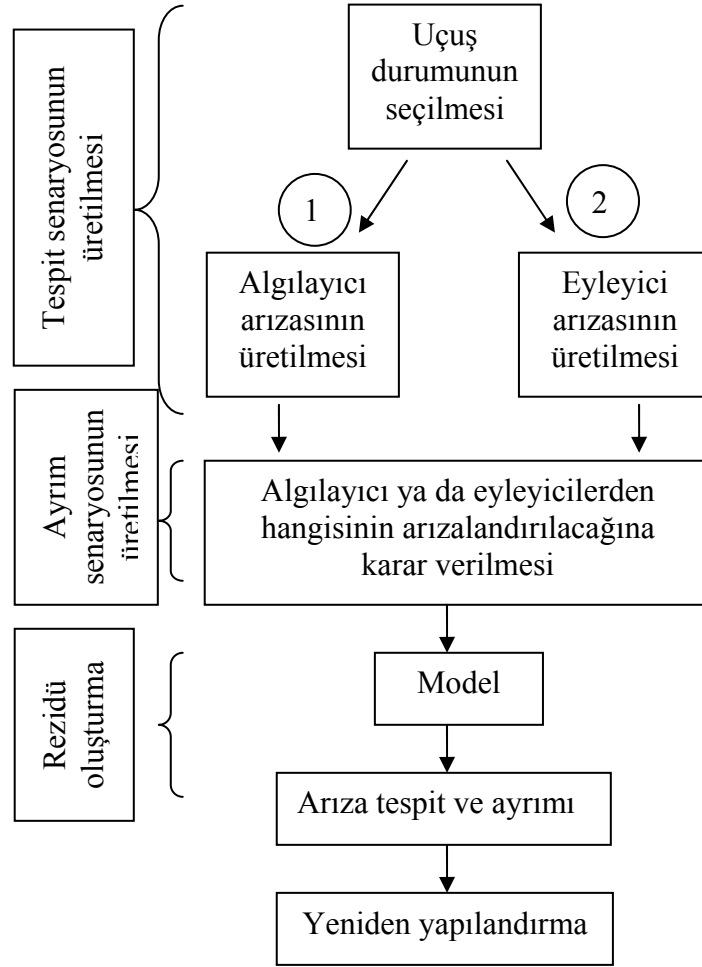 Uçuş
durumunun
seçilmesi
Tespit senaryosunun
üretilmesi
1
2
Algılayıcı
arızasının
üretilmesi
Eyleyici
arızasının
üretilmesi
Ayrım
senaryosunun
üretilmesi
Algılayıcı ya da eyleyicilerden
hangisinin arızalandırılacağına
karar verilmesi
Rezidü
oluşturma
Model
Arıza tespit ve ayrımı
Yeniden yapılandırma